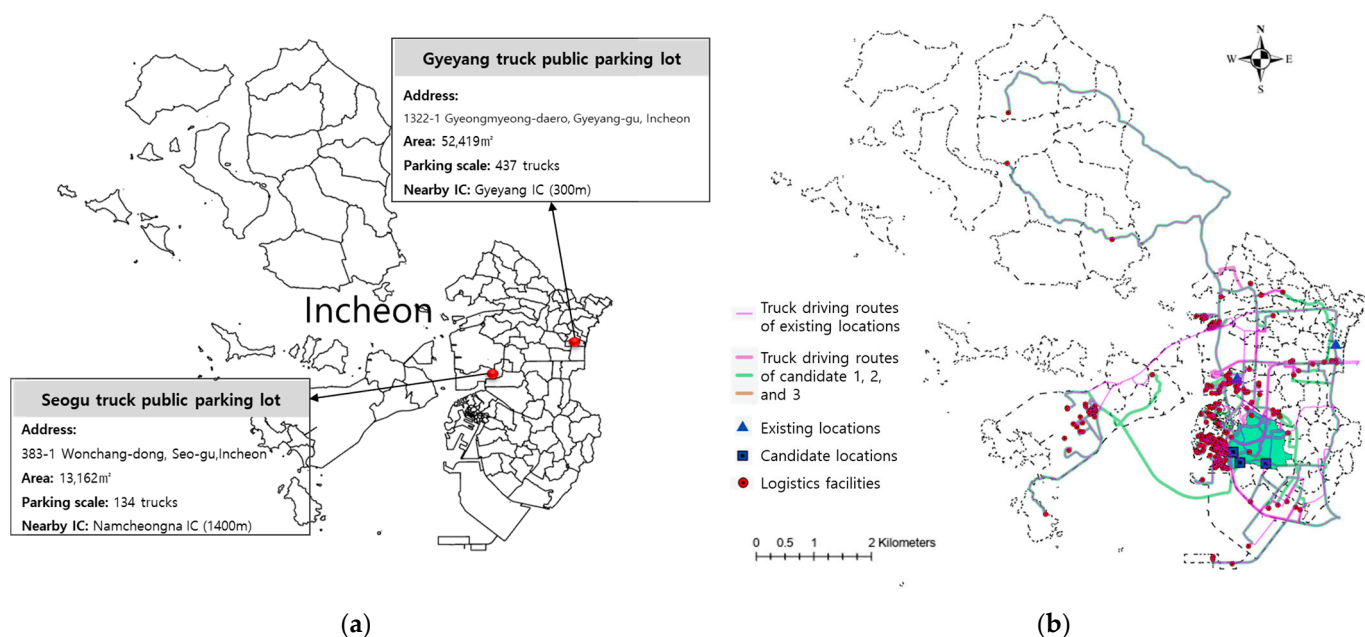 Gyeyang truck public parking lot
Address:
1322-1 Gyeongmyeong-daero, Gyeyang-gu, Incheon
Area: 52,419㎡
Parking scale: 437 trucks
Nearby IC: Gyeyang IC (300m)
Incheon
Seogu truck public parking lot
Address:
383-1 Wonchang-dong, Seo-gu,Incheon
Area: 13,162㎡
Parking scale: 134 trucks
Nearby IC: Namcheongna IC (1400m)
(a)
N
W E
S
Truck driving routes
of existing locations
Truck driving routes
of candidate 1, 2,
and 3
Existing locations
Candidate locations
Logistics facilities
0 0.5 1 2 Kilometers
(b)